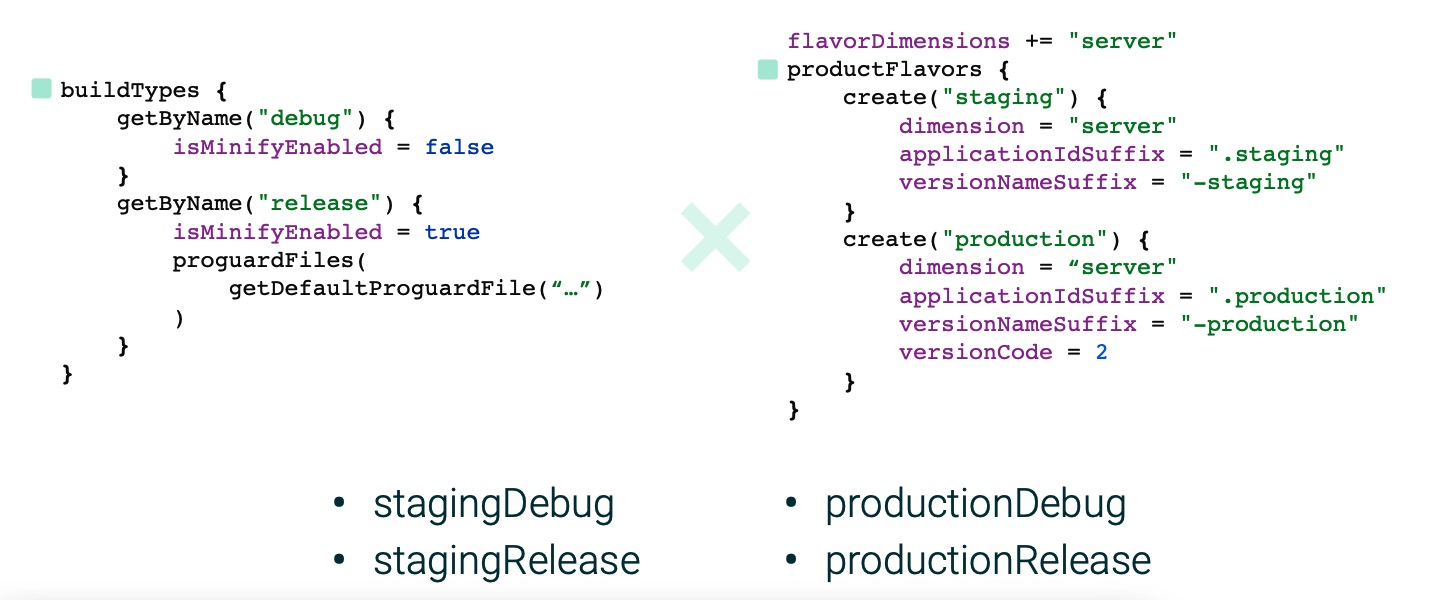 buildTypes {
getByName("debug") {
isMinifyEnabled = false
}
getByName("release") {
isMinifyEnabled = true
proguardFiles(
getDefaultProguardFile(“…”)
)
}
}
flavorDimensions += "server"
productFlavors {
create("staging") {
dimension = "server"
applicationIdSuffix = ".staging"
versionNameSuffix = "-staging"
}
create("production") {
dimension = “server"
applicationIdSuffix = ".production"
versionNameSuffix = "-production"
versionCode = 2
}
}
• stagingDebug
• stagingRelease
• productionDebug
• productionRelease